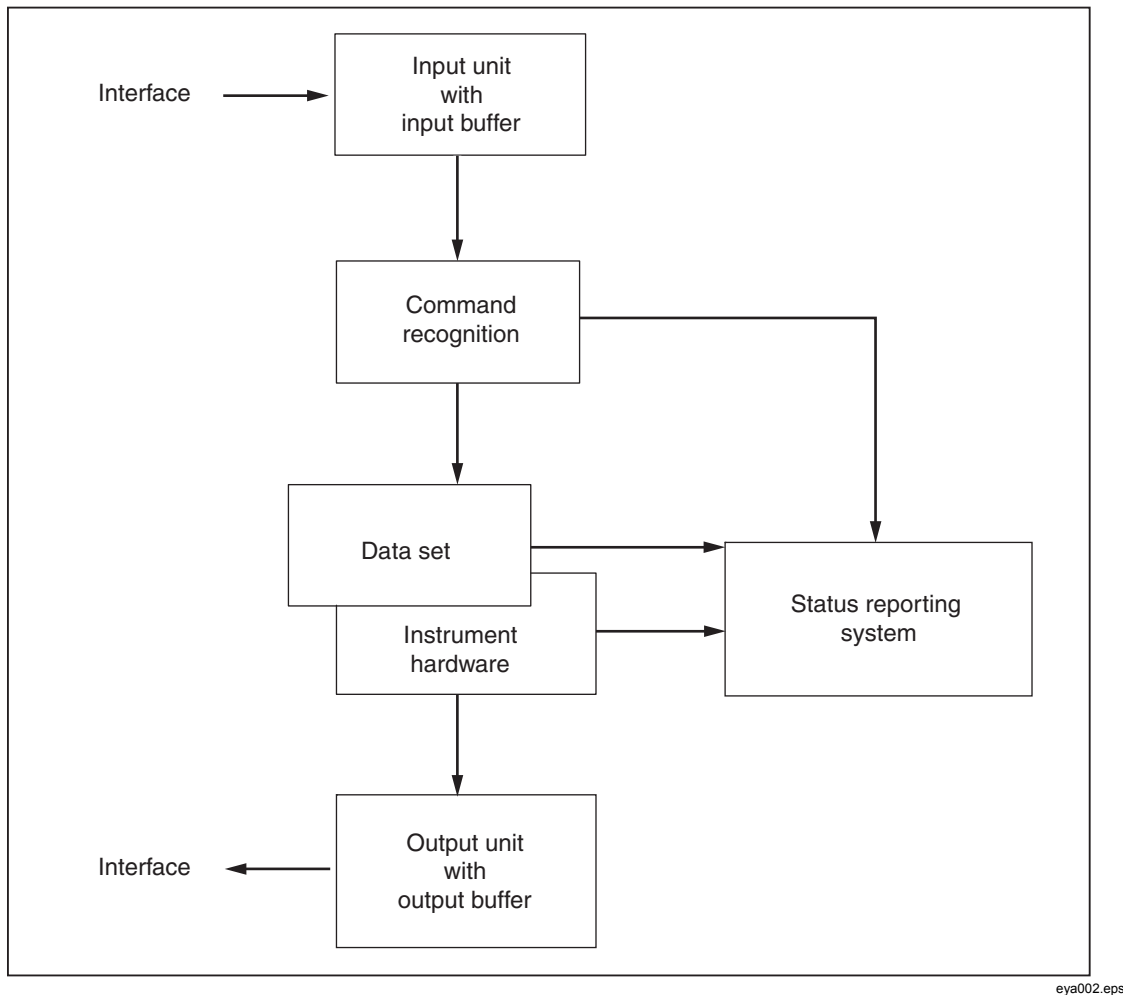 Interface
Input unit
with
input buffer
Command
recognition
Data set
Instrument
hardware
Status reporting
system
Interface
Output unit
with
output buffer
eya002.eps